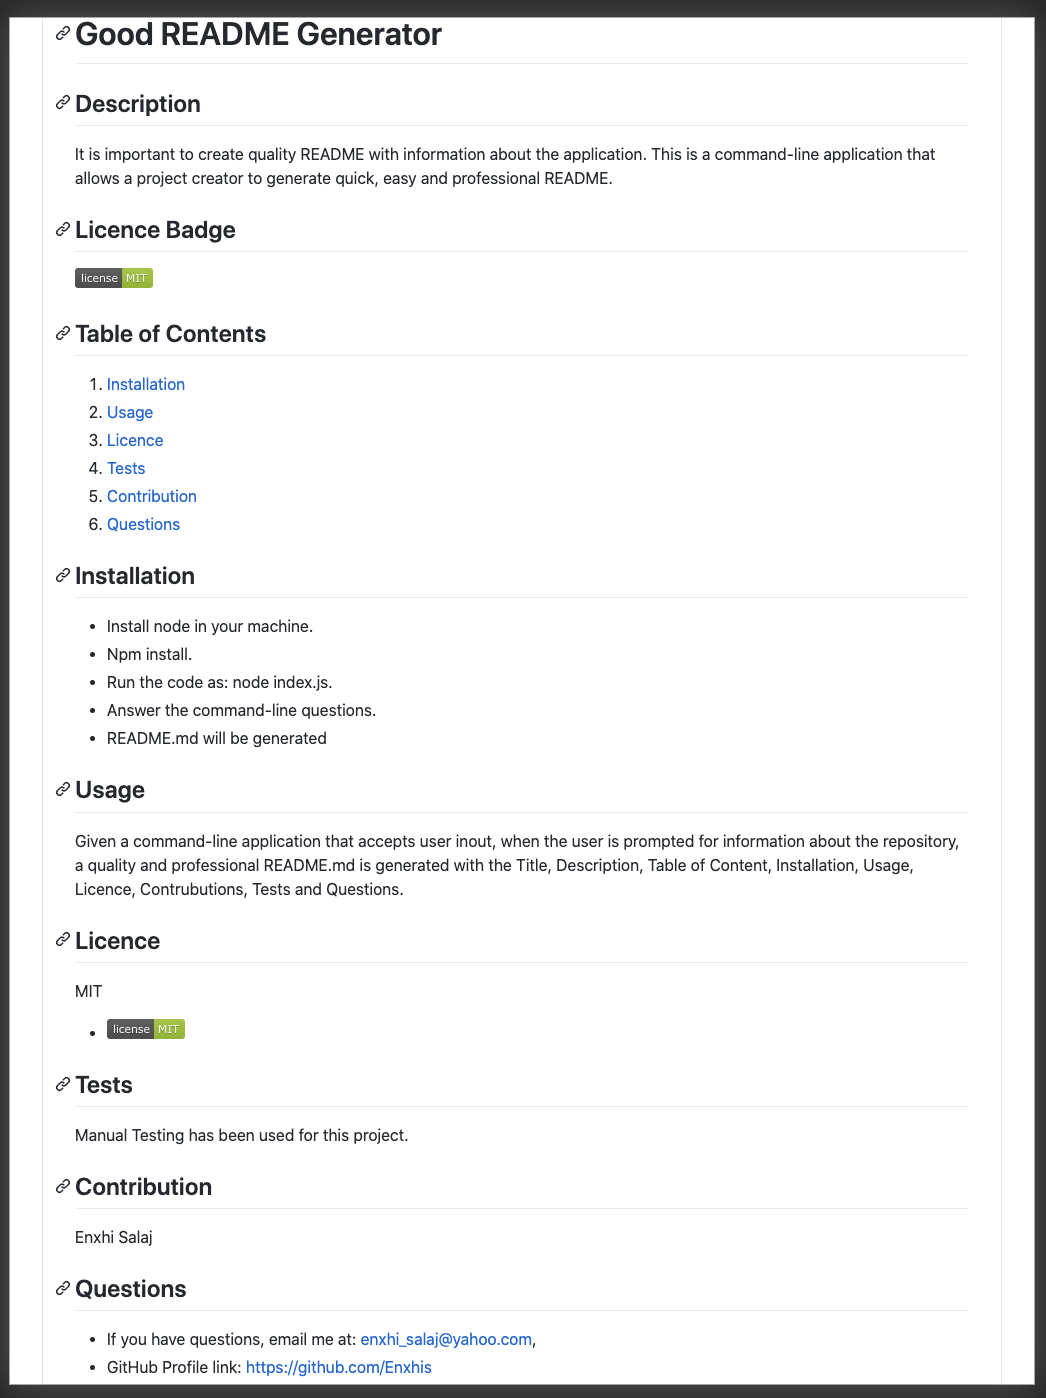 Good README Generator
Description
It is important to create quality README with information about the application. This is a command-line application that
allows a project creator to generate quick, easy and professional README.
Licence Badge
license MIT
Table of Contents
1. Installation
2. Usage
3. Licence
4. Tests
5. Contribution
6. Questions
Installation
• Install node in your machine.
• Npm install.
• Run the code as: node index.js.
• Answer the command-line questions.
• README.md will be generated
Usage
Given a command-line application that accepts user inout, when the user is prompted for information about the repository,
a quality and professional README.md is generated with the Title, Description, Table of Content, Installation, Usage,
Licence, Contrubutions, Tests and Questions.
Licence
MIT
• license MIT
Tests
Manual Testing has been used for this project.
Contribution
Enxhi Salaj
Questions
• If you have questions, email me at: enxhi_salaj@yahoo.com,
• GitHub Profile link: https://github.com/Enxhis